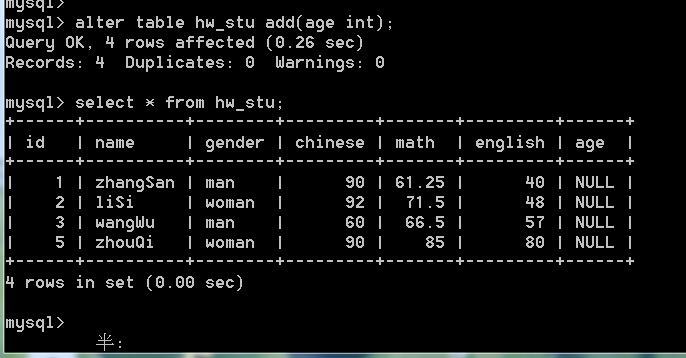 mysql>
mysql> alter table hw_stu add(age int);
Query OK, 4 rows affected (0.26 sec)
Records: 4  Duplicates: 0  Warnings: 0
mysql> select * from hw_stu;
+------+----------+--------+---------+-------+---------+------+
| id   | name     | gender | chinese | math  | english | age  |
+------+----------+--------+---------+-------+---------+------+
|    1 | zhangSan | man    |      90 | 61.25 |      40 | NULL |
|    2 | liSi     | woman  |      92 |  71.5 |      48 | NULL |
|    3 | wangWu   | man    |      60 |  66.5 |      57 | NULL |
|    5 | zhouQi   | woman  |      90 |    85 |      80 | NULL |
+------+----------+--------+---------+-------+---------+------+
4 rows in set (0.00 sec)
mysql>
半: